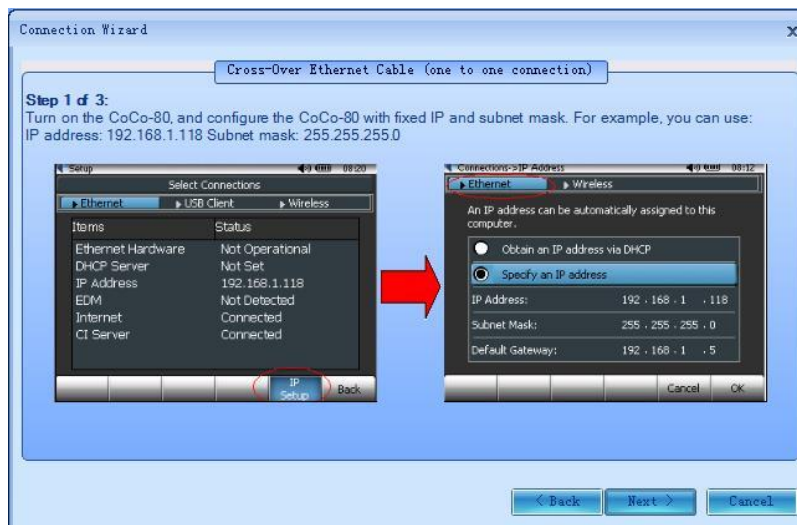 Connection Wizard
X
Cross-Over Ethernet Cable (one to one connection)
Step 1 of 3:
Turn on the CoCo-80, and configure the CoCo-80 with fixed IP and subnet mask. For example, you can use:
IP address: 192.168.1.118 Subnet mask: 255.255.255.0
Setup 08:20
Select Connections
Ethernet USB Client Wireless
Items Status
Ethernet Hardware Not Operational
DHCP Server Not Set
IP Address 192.168.1.118
EDM Not Detected
Internet Connected
CI Server Connected
IP Setup Back
Connections->IP Address 08:12
Ethernet Wireless
An IP address can be automatically assigned to this
computer.
Obtain an IP address via DHCP
Specify an IP address
IP Address: 192 . 168 . 1 . 118
Subnet Mask: 255 . 255 . 255 . 0
Default Gateway: 192 . 168 . 1 . 5
Cancel OK
< Back Next > Cancel